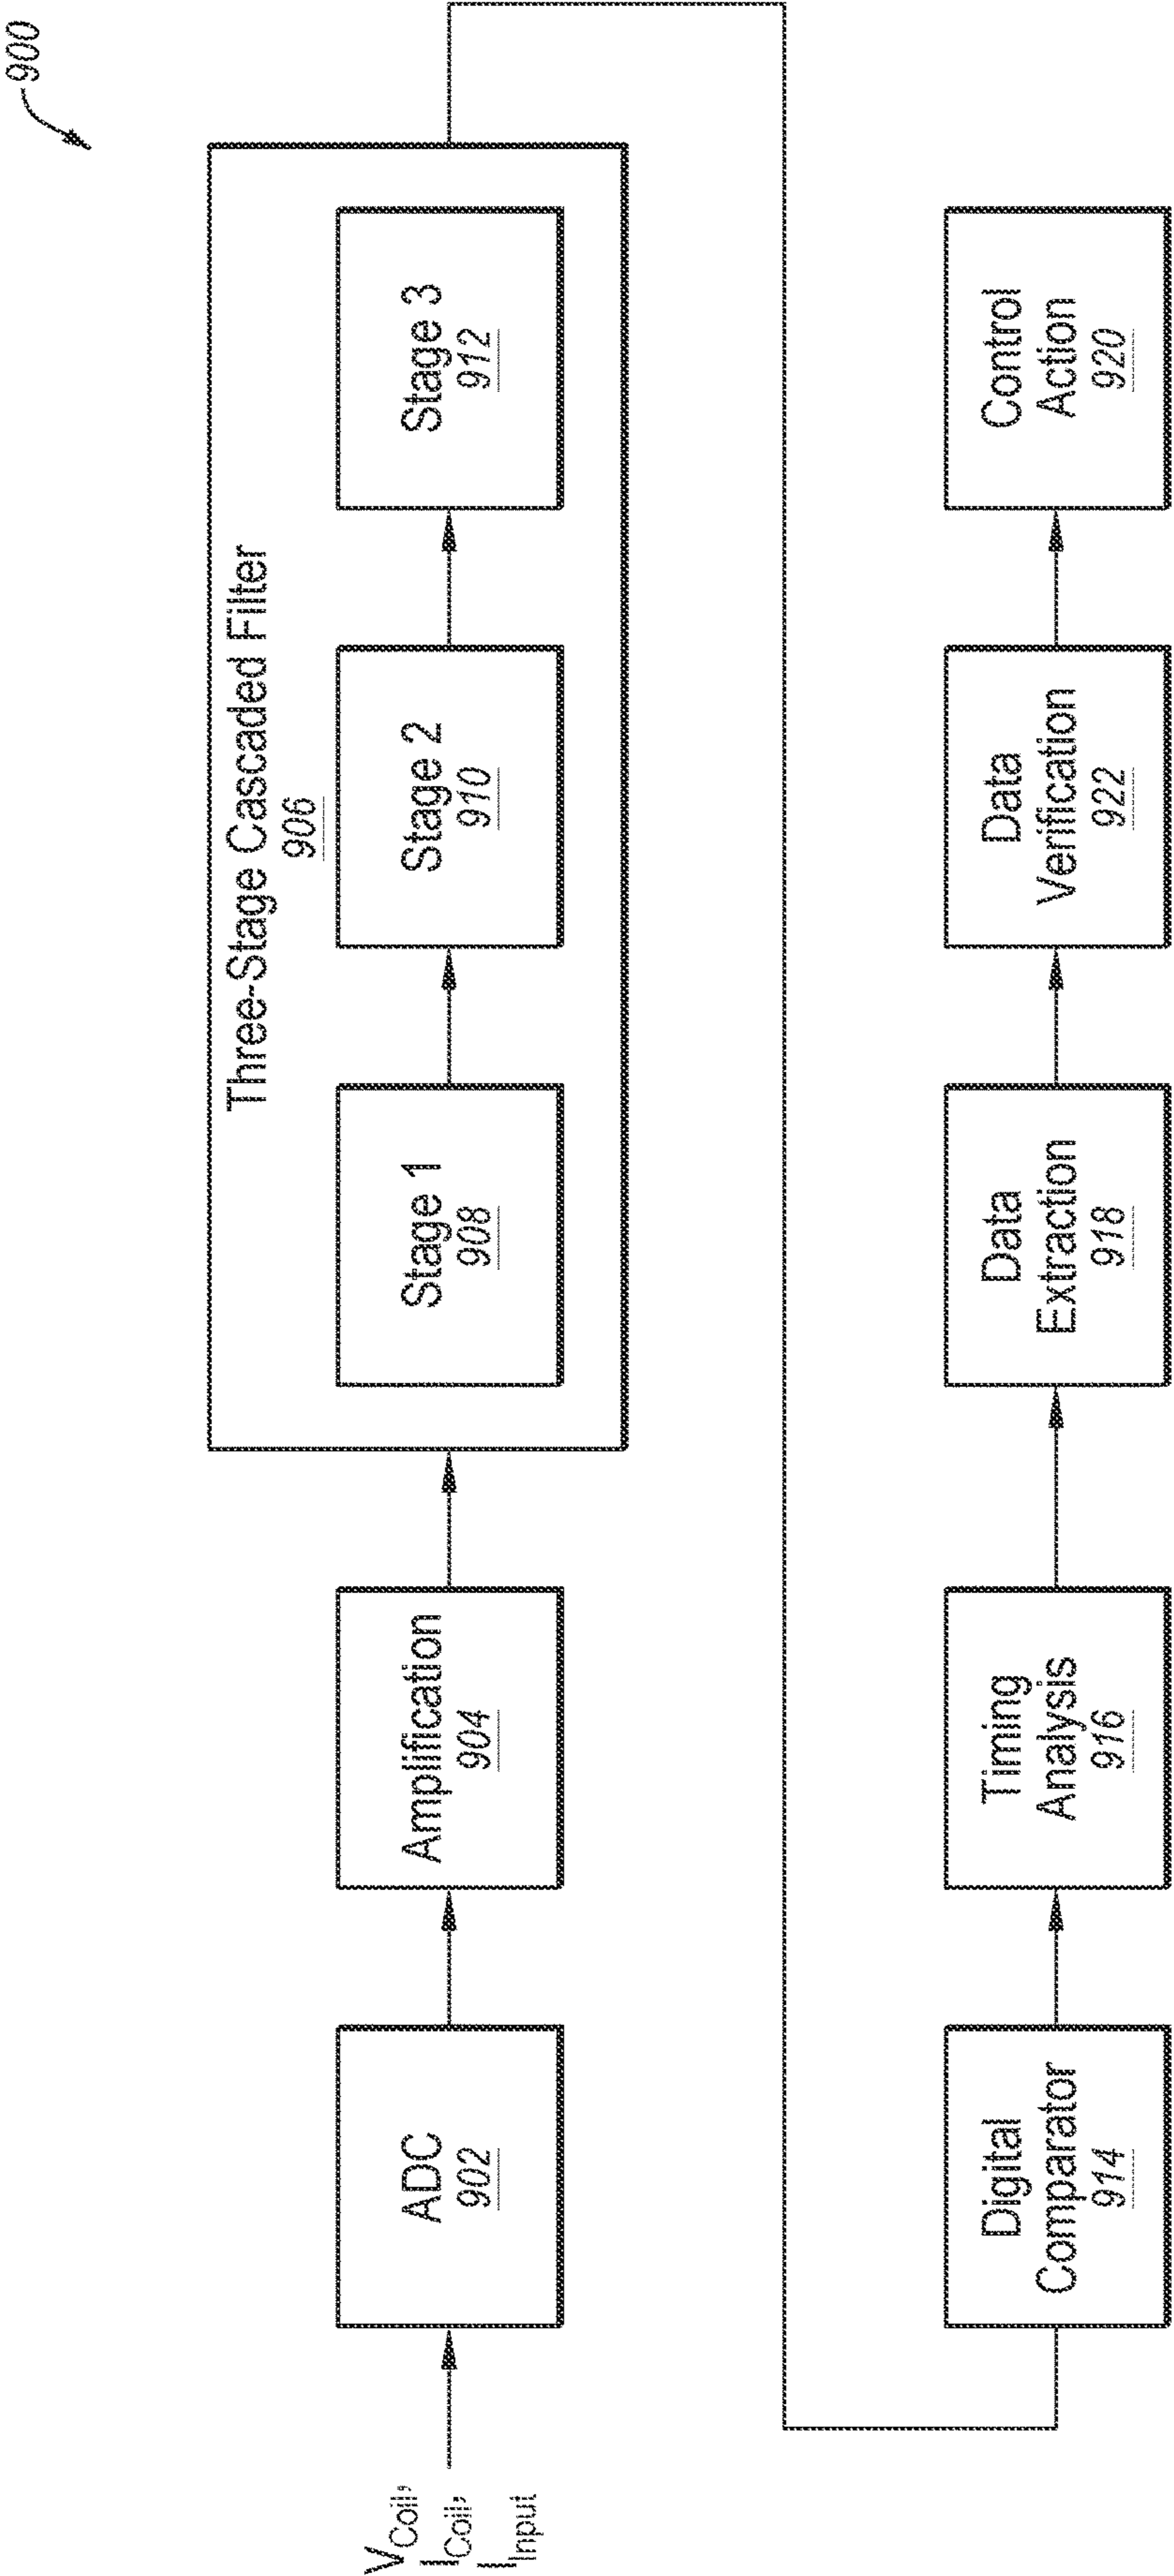 900
V_Coil,
I_Coil,
I_Input
ADC
902
Amplification
904
Three-Stage Cascaded Filter
906
Stage 1
908
Stage 2
910
Stage 3
912
Digital
Comparator
914
Timing
Analysis
916
Data
Extraction
918
Data
Verification
922
Control
Action
920